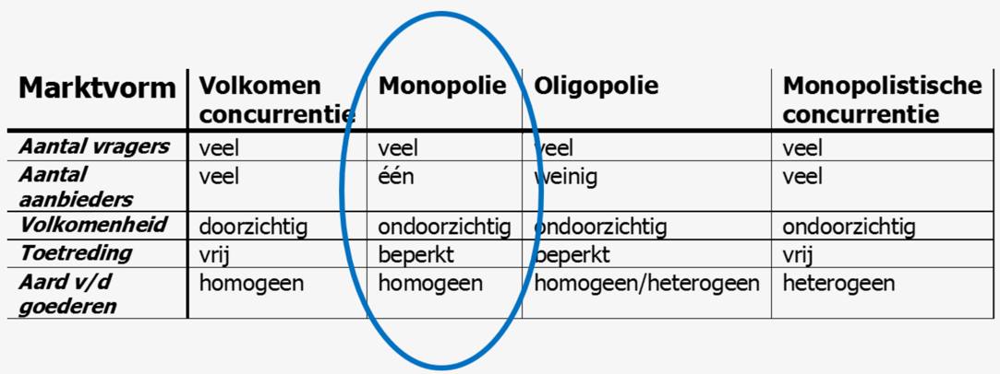 Marktvorm Volkomen concurrentie Monopolie Oligopolie Monopolistische concurrentie
Aantal vragers veel veel veel veel
Aantal aanbieders veel één weinig veel
Volkomenheid doorzichtig ondoorzichtig ondoorzichtig ondoorzichtig
Toetreding vrij beperkt beperkt vrij
Aard v/d goederen homogeen homogeen homogeen/heterogeen heterogeen